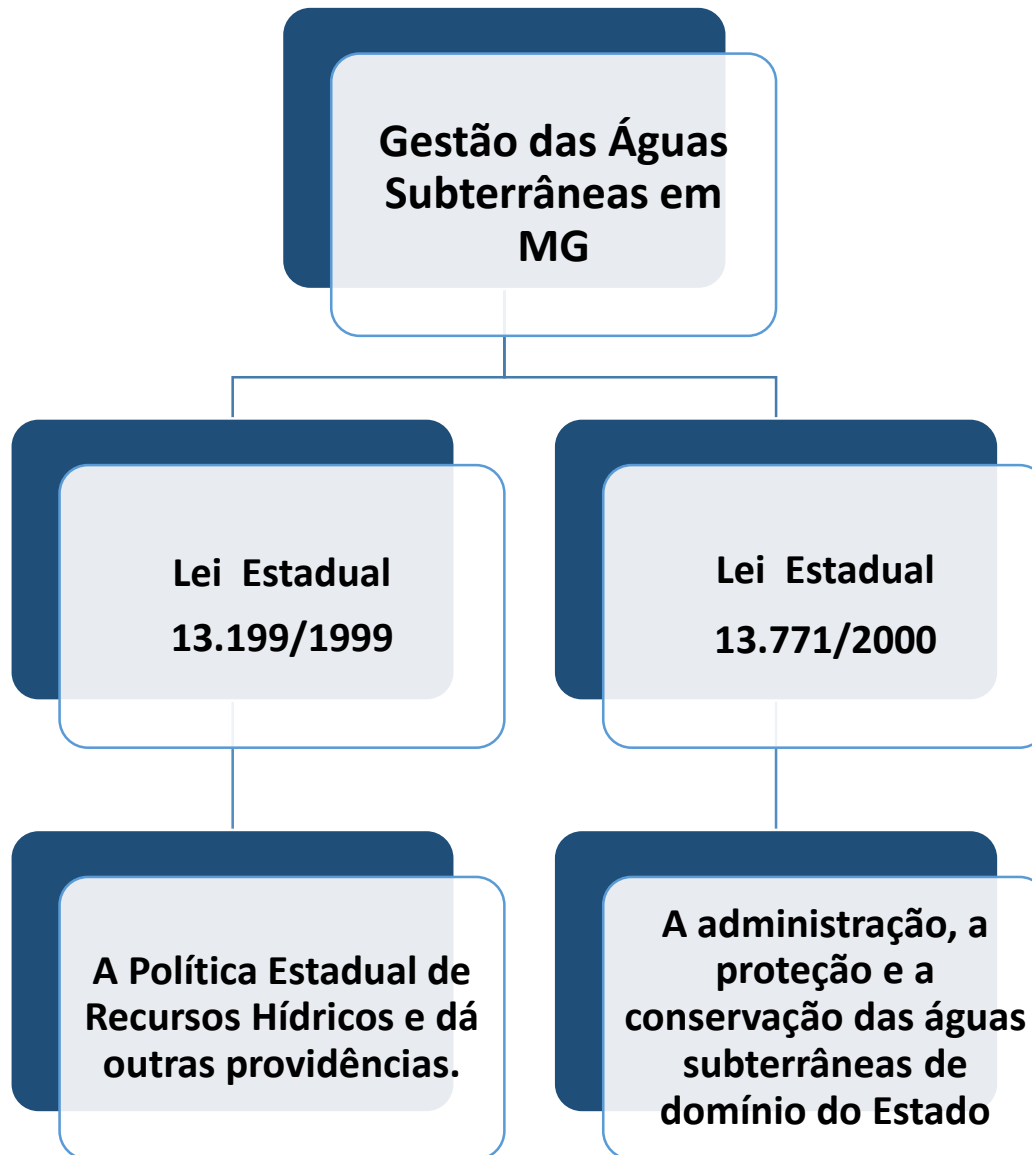 Gestão das Águas
Subterrâneas em
MG
Lei Estadual
13.199/1999
Lei Estadual
13.771/2000
A Política Estadual de
Recursos Hídricos e dá
outras providências.
A administração, a
proteção e a
conservação das águas
subterrâneas de
domínio do Estado